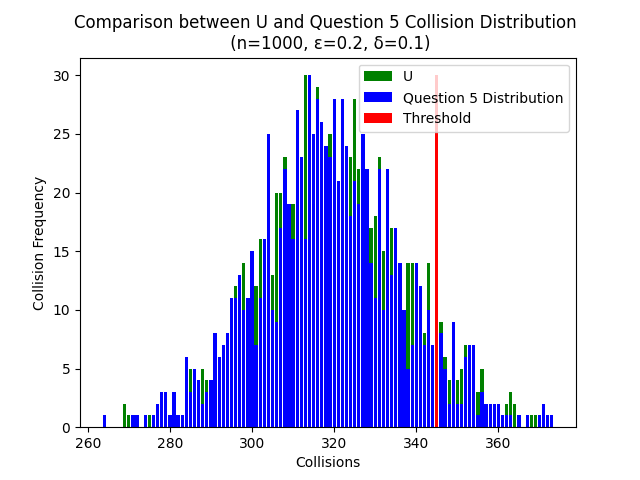 Comparison between U and Question 5 Collision Distribution
(n=1000, ε=0.2, δ=0.1)
U
Question 5 Distribution
Threshold
Collision Frequency
30
25
20
15
10
5
0
260 280 300 320 340 360
Collisions